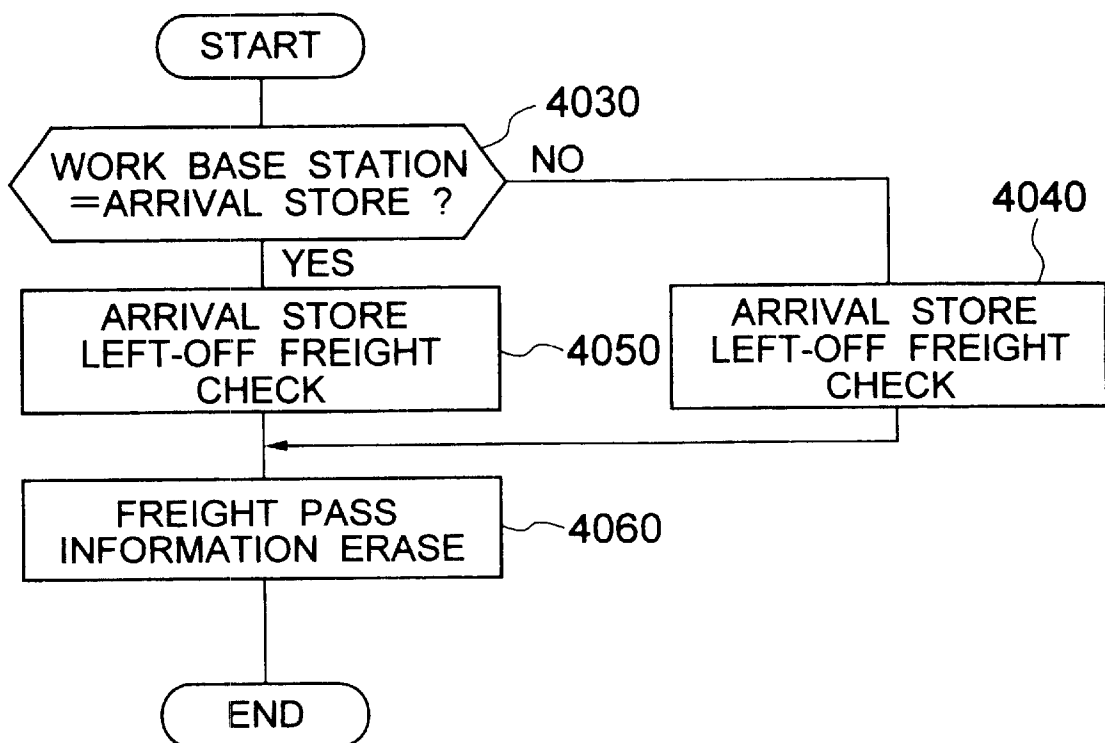 START
4030
WORK BASE STATION
=ARRIVAL STORE ?
NO
YES
4040
ARRIVAL STORE
LEFT-OFF FREIGHT
CHECK
4050
ARRIVAL STORE
LEFT-OFF FREIGHT
CHECK
FREIGHT PASS
INFORMATION ERASE
4060
END